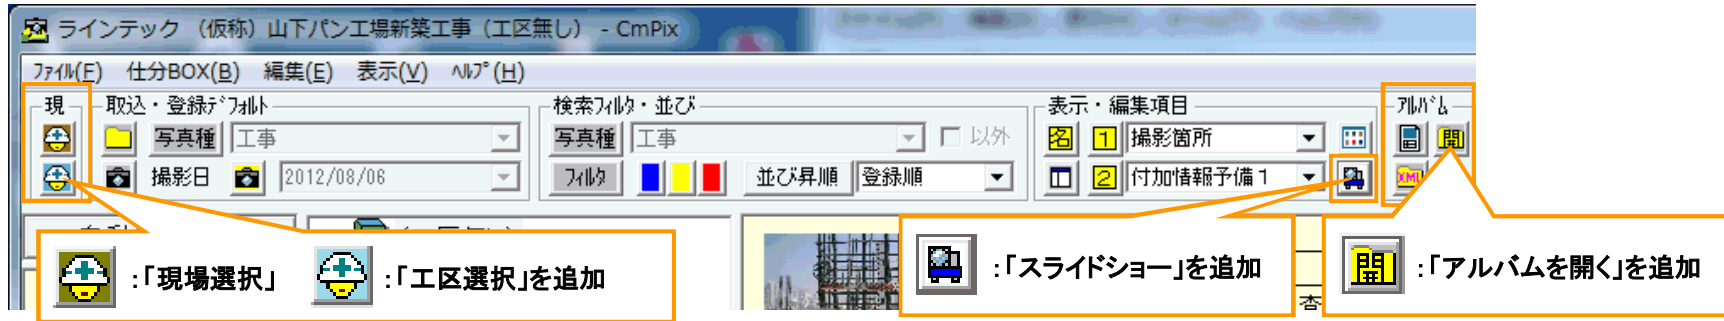 ラインテック (仮称) 山下パン工場新築工事 (工区無し) - CmPix
ﾌｧｲﾙ(F) 仕分BOX(B) 編集(E) 表示(V) ﾍﾙﾌﾟ(H)
現 取込・登録ﾃﾞﾌｫﾙﾄ 検索ﾌｨﾙﾀ・並び 表示・編集項目 ｱﾙﾊﾞﾑ
写真種 工事 写真種 工事 以外 名 1 撮影箇所 開
撮影日 2012/08/06 ﾌｨﾙﾀ 並び昇順 登録順 2 付加情報予備1 XML
:「現場選択」 :「工区選択」を追加 :「スライドショー」を追加 開 :「アルバムを開く」を追加